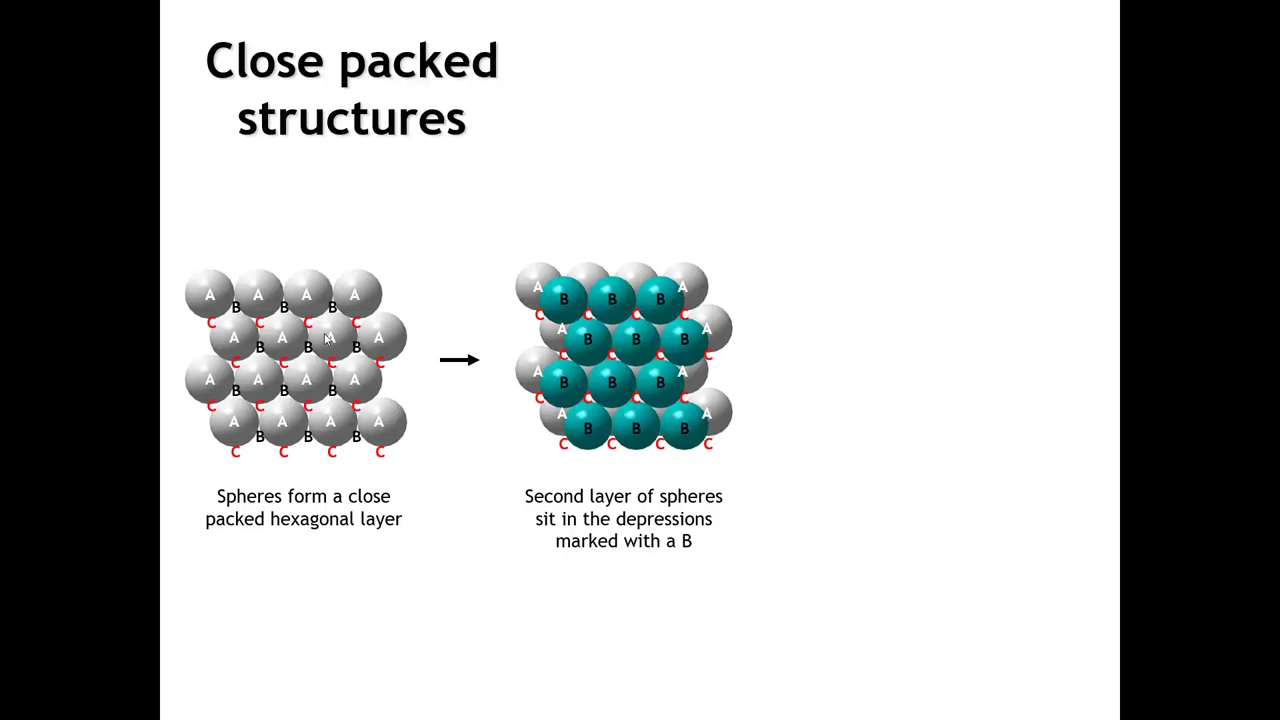 Close packed
structures
A A A A
B B B
C C C C
A A A A
B B B
C C C C
A A A A
B B B
C C C C
A A A A
B B B
C C C C
Spheres form a close
packed hexagonal layer
A A
B B B
C C C C
A A
B B B
C C C C
A A
B B B
C C C C
A A
B B B
C C C C
Second layer of spheres
sit in the depressions
marked with a B